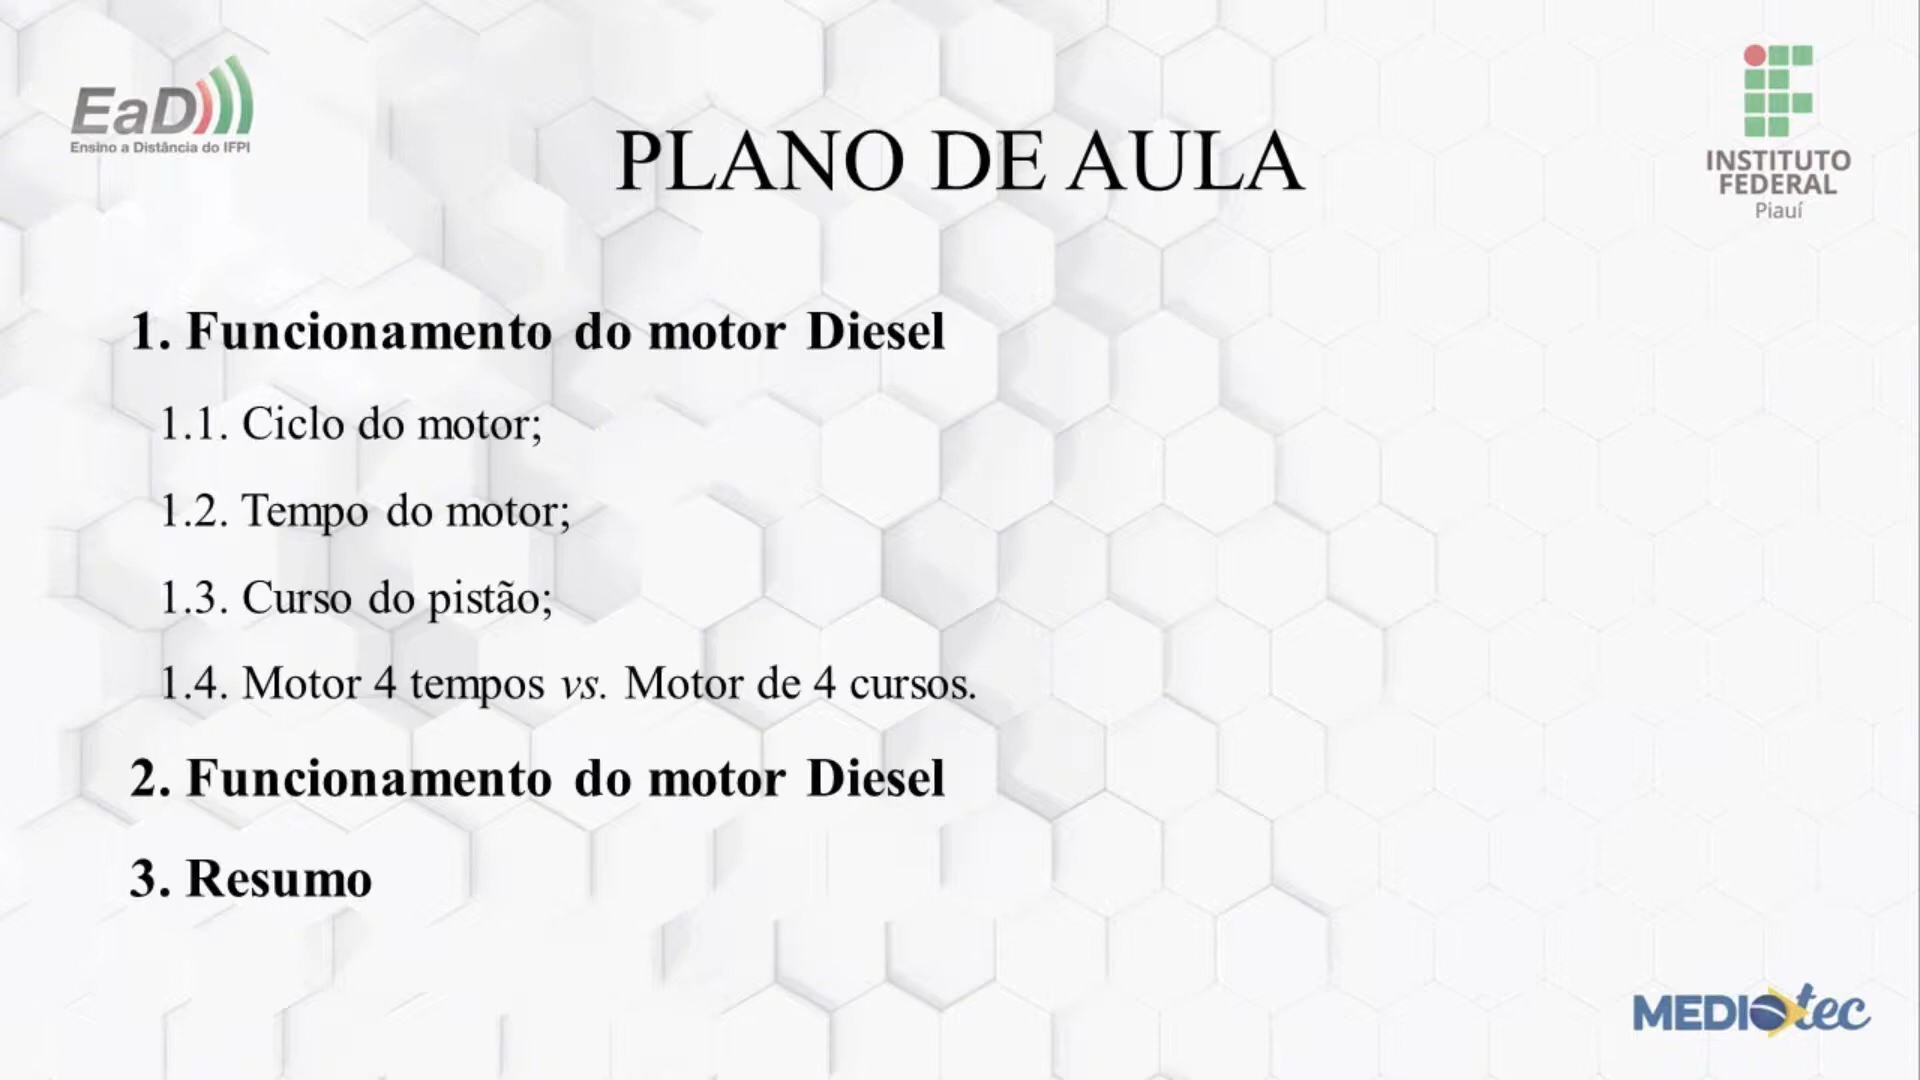 EaD
Ensino a Distância do IFPI
INSTITUTO
FEDERAL
Piauí
PLANO DE AULA
1. Funcionamento do motor Diesel
1.1. Ciclo do motor;
1.2. Tempo do motor;
1.3. Curso do pistão;
1.4. Motor 4 tempos vs. Motor de 4 cursos.
2. Funcionamento do motor Diesel
3. Resumo
MEDIOtec